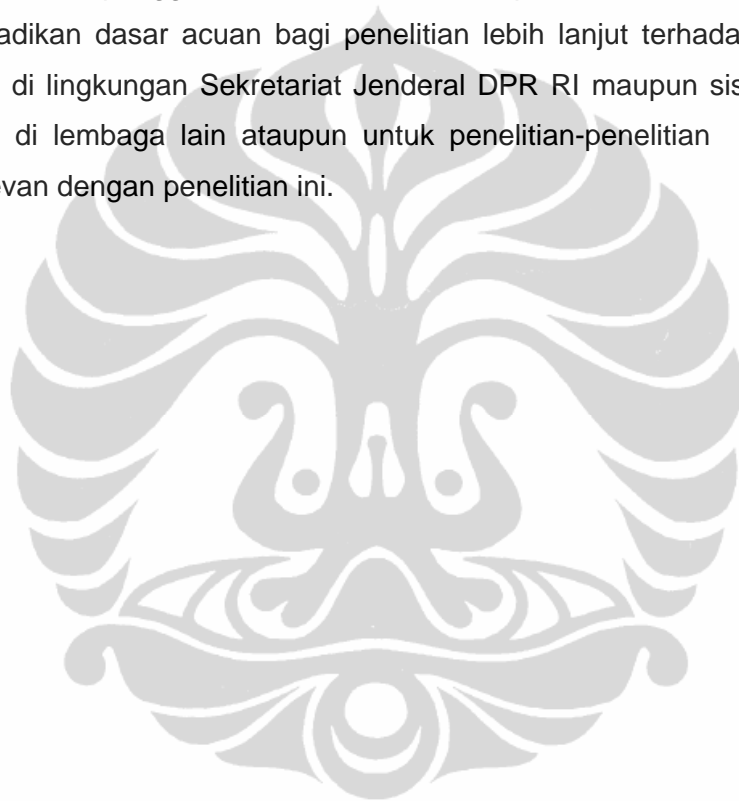 adikan dasar acuan bagi penelitian lebih lanjut terhada
di lingkungan Sekretariat Jenderal DPR RI maupun sis
di lembaga lain ataupun untuk penelitian-penelitian
evan dengan penelitian ini.